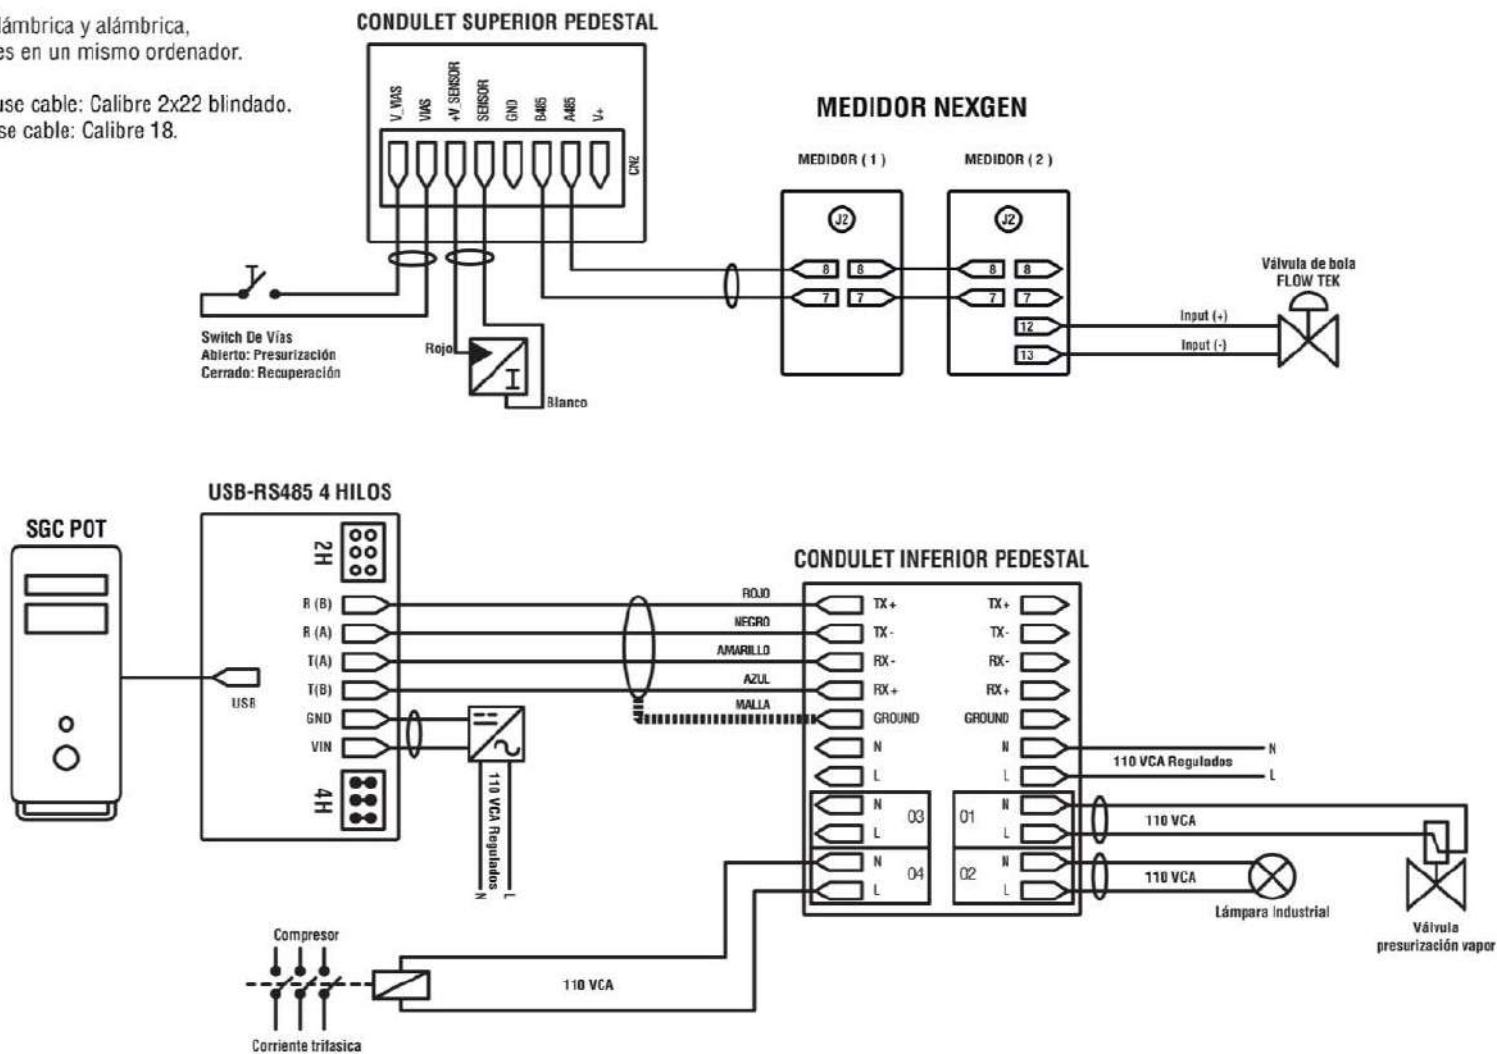 lámbrica y alámbrica,
es en un mismo ordenador.
use cable: Calibre 2x22 blindado.
se cable: Calibre 18.
CONDULET SUPERIOR PEDESTAL
V_VIAS
VIAS
+V_SENSOR
SENSOR
GND
B485
A485
V+
CN2
Switch De Vías
Abierto: Presurización
Cerrado: Recuperación
Rojo
I
Blanco
MEDIDOR NEXGEN
MEDIDOR ( 1 )
MEDIDOR ( 2 )
J2
J2
8 8 8 8
7 7 7 7
12
13
Input (+)
Input (-)
Válvula de bola
FLOW TEK
SGC POT
USB-RS485 4 HILOS
2H
R (B)
R (A)
T(A)
T(B)
GND
VIN
4H
USB
110 VCA Regulados
N
L
ROJO
NEGRO
AMARILLO
AZUL
MALLA
CONDULET INFERIOR PEDESTAL
TX+ TX+
TX- TX-
RX- RX-
RX+ RX+
GROUND GROUND
N N
L L
N 03 01 N
L L
N 04 02 N
L L
110 VCA Regulados
N
L
110 VCA
110 VCA
Lámpara Industrial
Válvula
presurización vapor
Compresor
110 VCA
Corriente trifasica